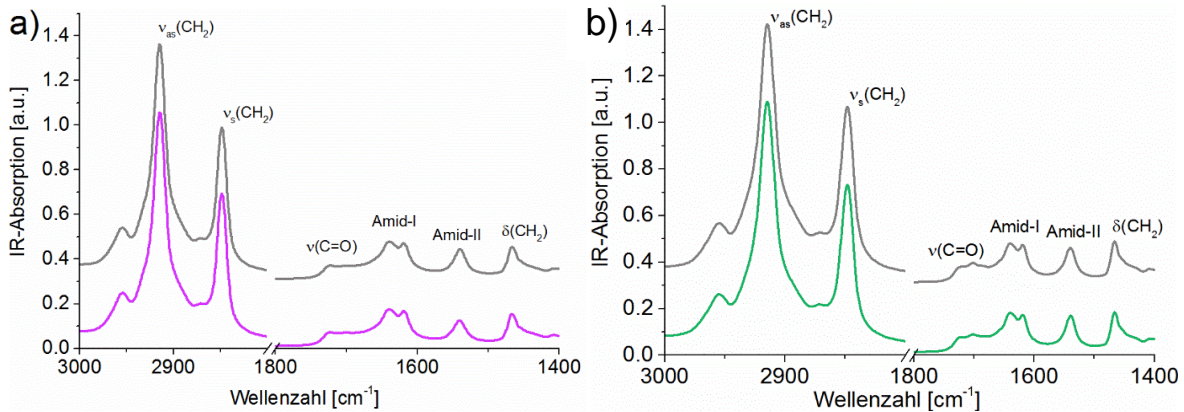 a)
IR-Absorption [a.u.]
1.4
1.2
1.0
0.8
0.6
0.4
0.2
0.0
νas(CH2)
νs(CH2)
ν(C=O)
Amid-I
Amid-II
δ(CH2)
3000 2900 1800 1600 1400
Wellenzahl [cm-1]
b)
IR-Absorption [a.u.]
1.4
1.2
1.0
0.8
0.6
0.4
0.2
0.0
νas(CH2)
νs(CH2)
ν(C=O)
Amid-I
Amid-II
δ(CH2)
3000 2900 1800 1600 1400
Wellenzahl [cm-1]